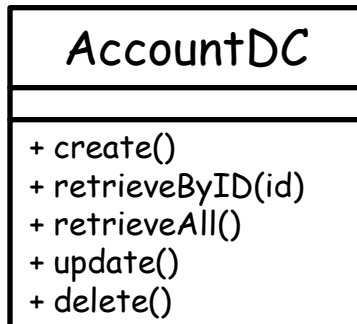 AccountDC
+ create()
+ retrieveByID(id)
+ retrieveAll()
+ update()
+ delete()